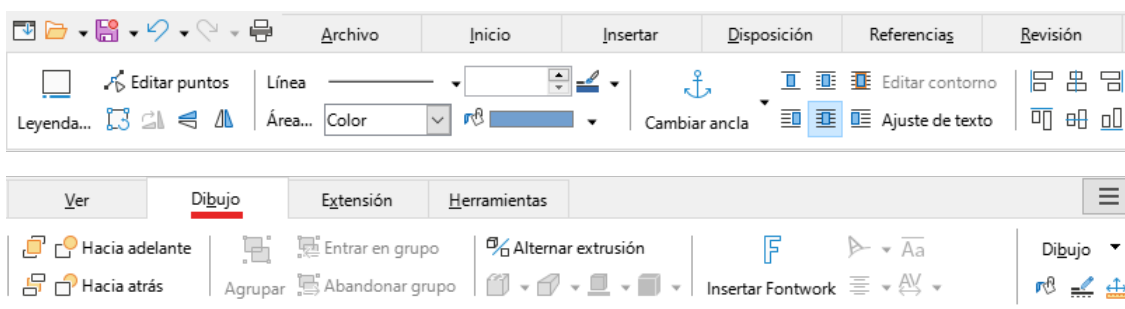 Archivo Inicio Insertar Disposición Referencias Revisión
Editar puntos Línea Editar contorno
Leyenda... Área... Color Cambiar ancla Ajuste de texto
Ver Dibujo Extensión Herramientas
Hacia adelante Entrar en grupo Alternar extrusión F Aa Dibujo
Hacia atrás Agrupar Abandonar grupo Insertar Fontwork AV